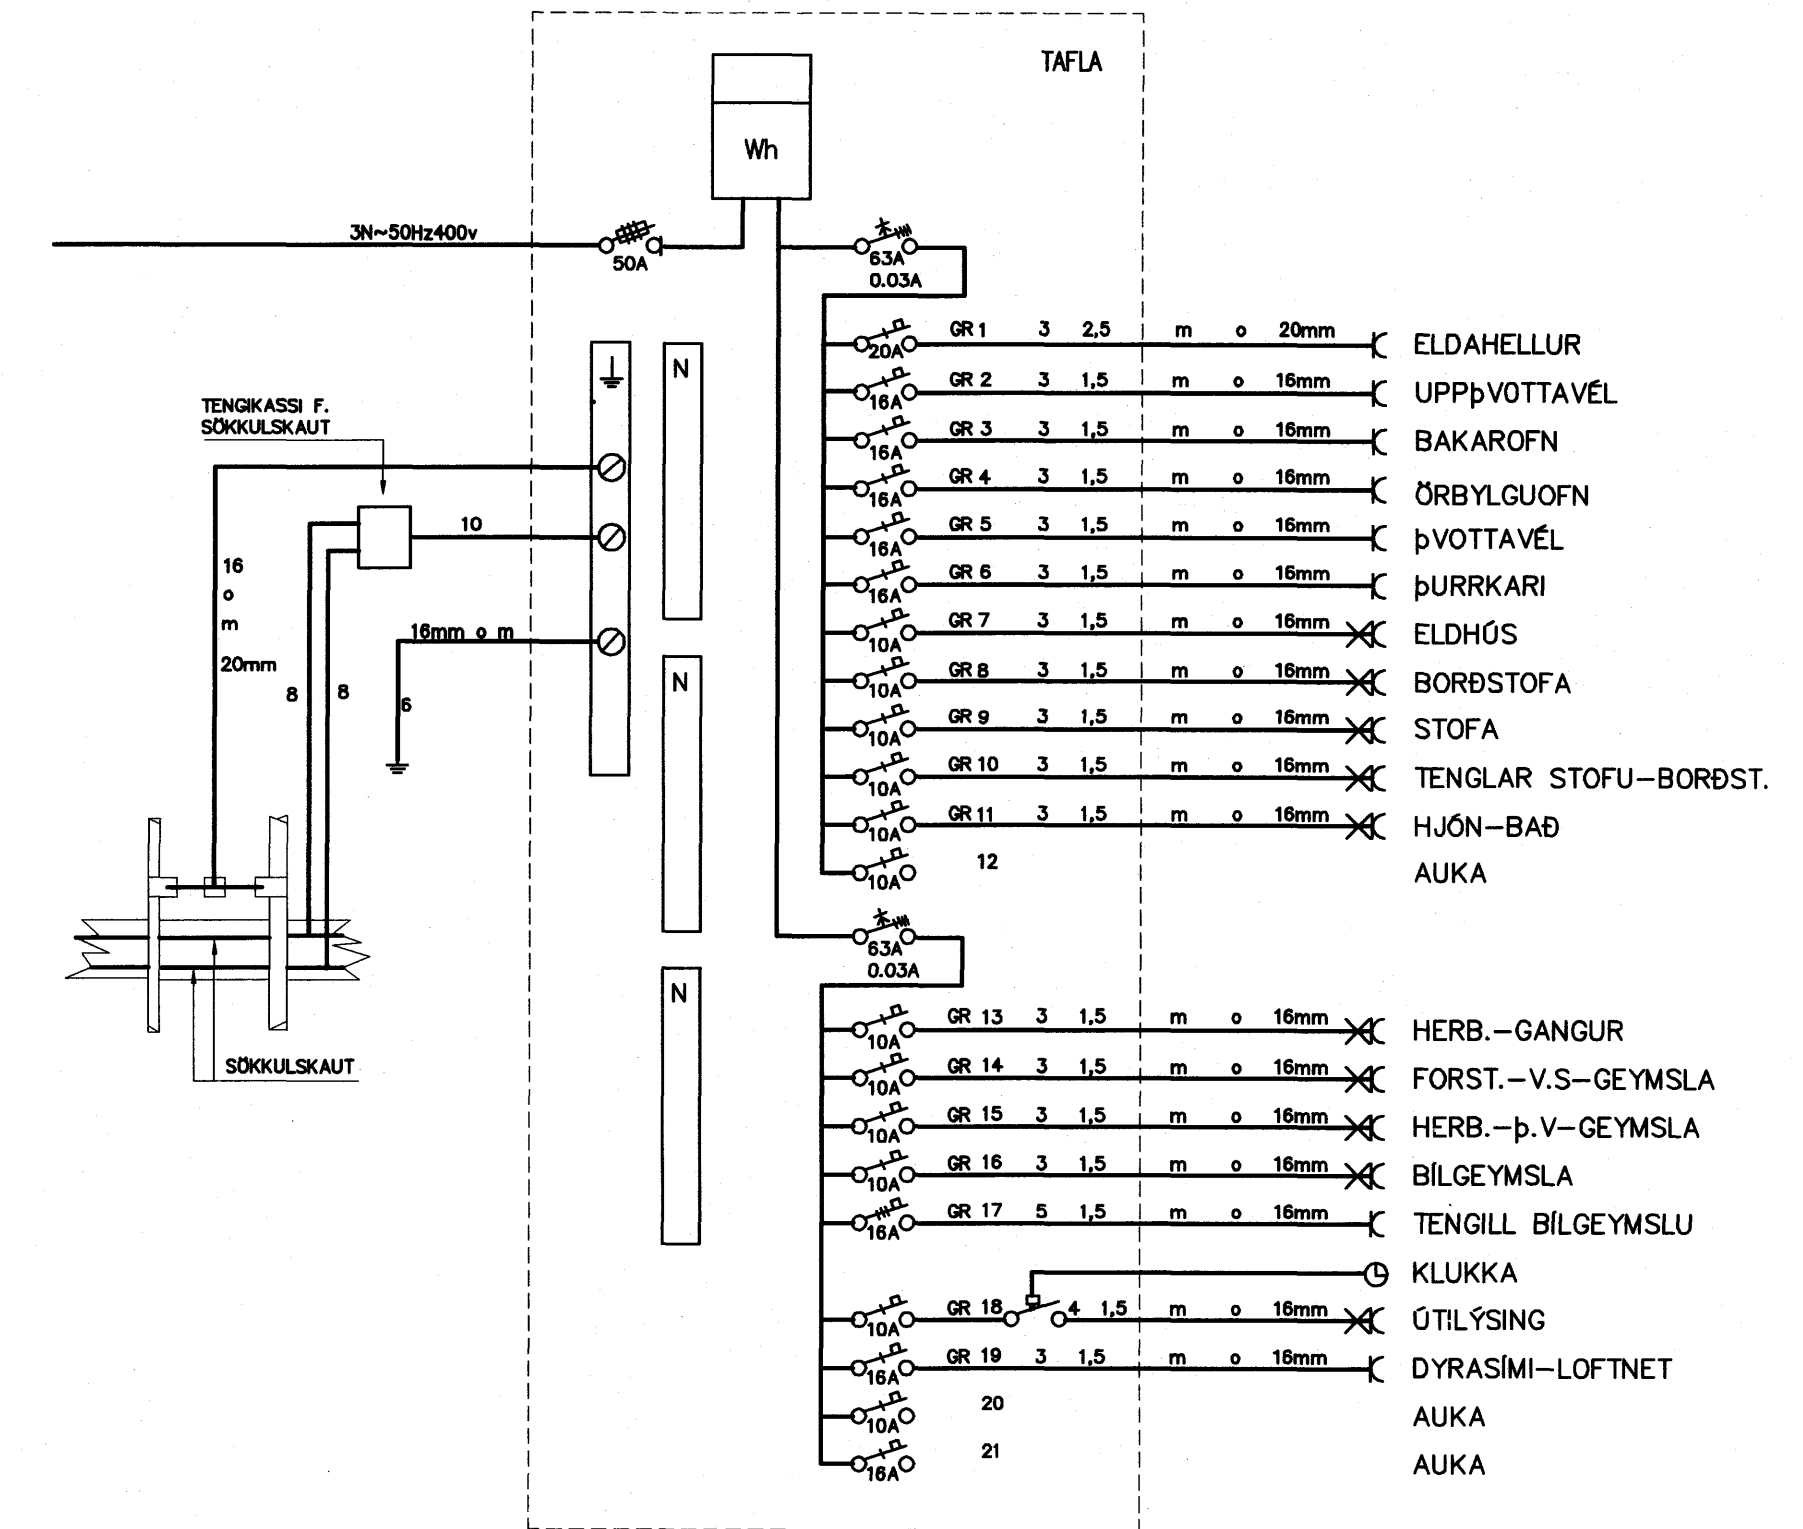 TAFLA
Wh
3N~50Hz400v
50A
63A
0.03A
GR 1 3 2,5 m o 20mm ELDAHELLUR
20A
N
GR 2 3 1,5 m o 16mm UPPÞVOTTAVÉL
16A
TENGIKASSI F.
SÖKKULSKAUT
GR 3 3 1,5 m o 16mm BAKAROFN
16A
GR 4 3 1,5 m o 16mm ÖRBYLGUOFN
16A
10
GR 5 3 1,5 m o 16mm ÞVOTTAVÉL
16A
16
o
m
20mm
GR 6 3 1,5 m o 16mm ÞURRKARI
16A
16mm o m
GR 7 3 1,5 m o 16mm ELDHÚS
10A
8
8
6
N
GR 8 3 1,5 m o 16mm BORÐSTOFA
10A
GR 9 3 1,5 m o 16mm STOFA
10A
GR 10 3 1,5 m o 16mm TENGLAR STOFU-BORÐST.
10A
GR 11 3 1,5 m o 16mm HJÓN-BAÐ
10A
12 AUKA
10A
63A
0.03A
N
GR 13 3 1,5 m o 16mm HERB.-GANGUR
10A
SÖKKULSKAUT
GR 14 3 1,5 m o 16mm FORST.-V.S-GEYMSLA
10A
GR 15 3 1,5 m o 16mm HERB.-Þ.V-GEYMSLA
10A
GR 16 3 1,5 m o 16mm BÍLGEYMSLA
10A
GR 17 5 1,5 m o 16mm TENGILL BÍLGEYMSLU
16A
KLUKKA
GR 18 4 1,5 m o 16mm ÚTILÝSING
10A
GR 19 3 1,5 m o 16mm DYRASÍMI-LOFTNET
16A
20 AUKA
10A
21 AUKA
16A